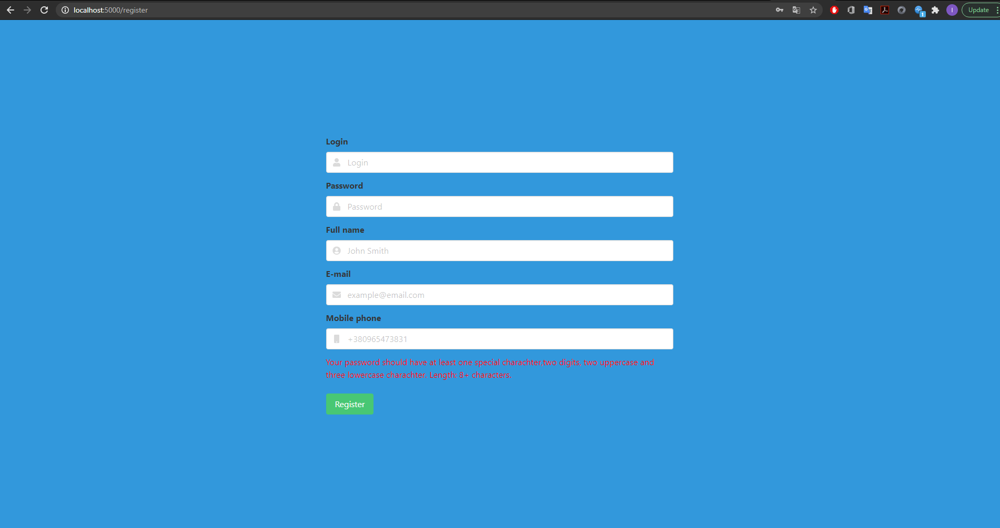 localhost:5000/register
Update
1
I
Login
Login
Password
Password
Full name
John Smith
E-mail
example@email.com
Mobile phone
+380965473831
Your password should have at least one special charachter,two digits, two uppercase and
three lowercase charachter. Length: 8+ characters.
Register